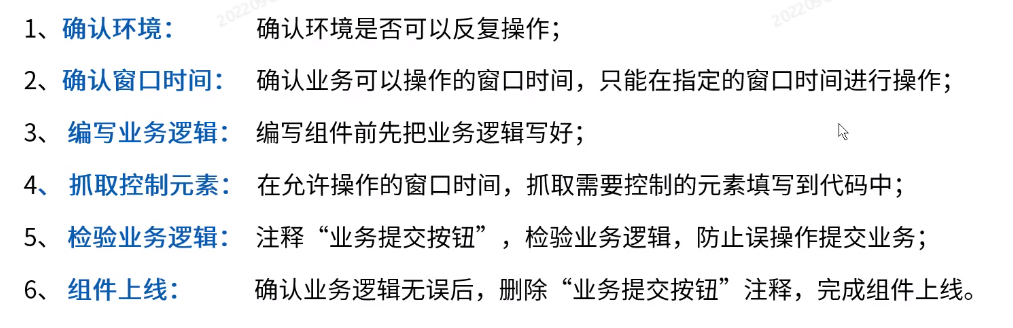 1、确认环境： 确认环境是否可以反复操作；
2、确认窗口时间： 确认业务可以操作的窗口时间，只能在指定的窗口时间进行操作；
3、 编写业务逻辑： 编写组件前先把业务逻辑写好；
4、 抓取控制元素： 在允许操作的窗口时间，抓取需要控制的元素填写到代码中；
5、 检验业务逻辑： 注释“业务提交按钮”，检验业务逻辑，防止误操作提交业务；
6、 组件上线： 确认业务逻辑无误后，删除“业务提交按钮”注释，完成组件上线。